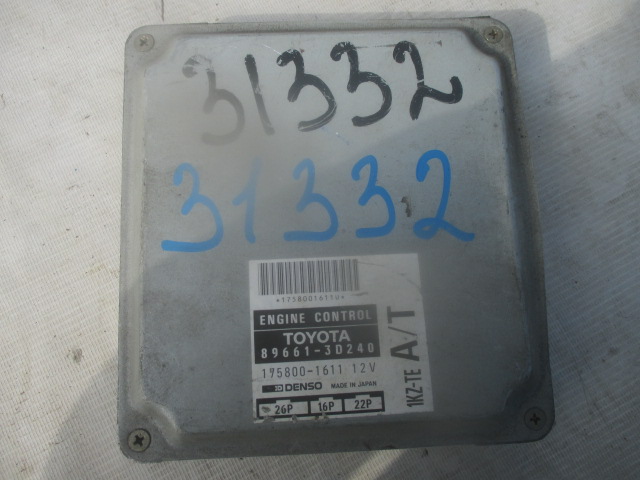 31332
31332
*1758001611U*
ENGINE CONTROL
TOYOTA
89661-3D240
175800-1611 12V
DENSO MADE IN JAPAN
26P 16P 22P
1KZ-TE A/T